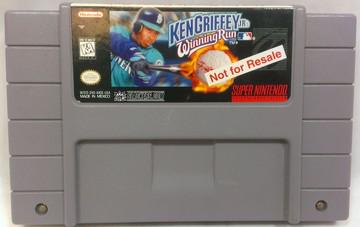 KEN GRIFFEY JR.
Winning Run
Not for Resale
Nintendo
MADE IN MEXICO
SUPER NINTENDO